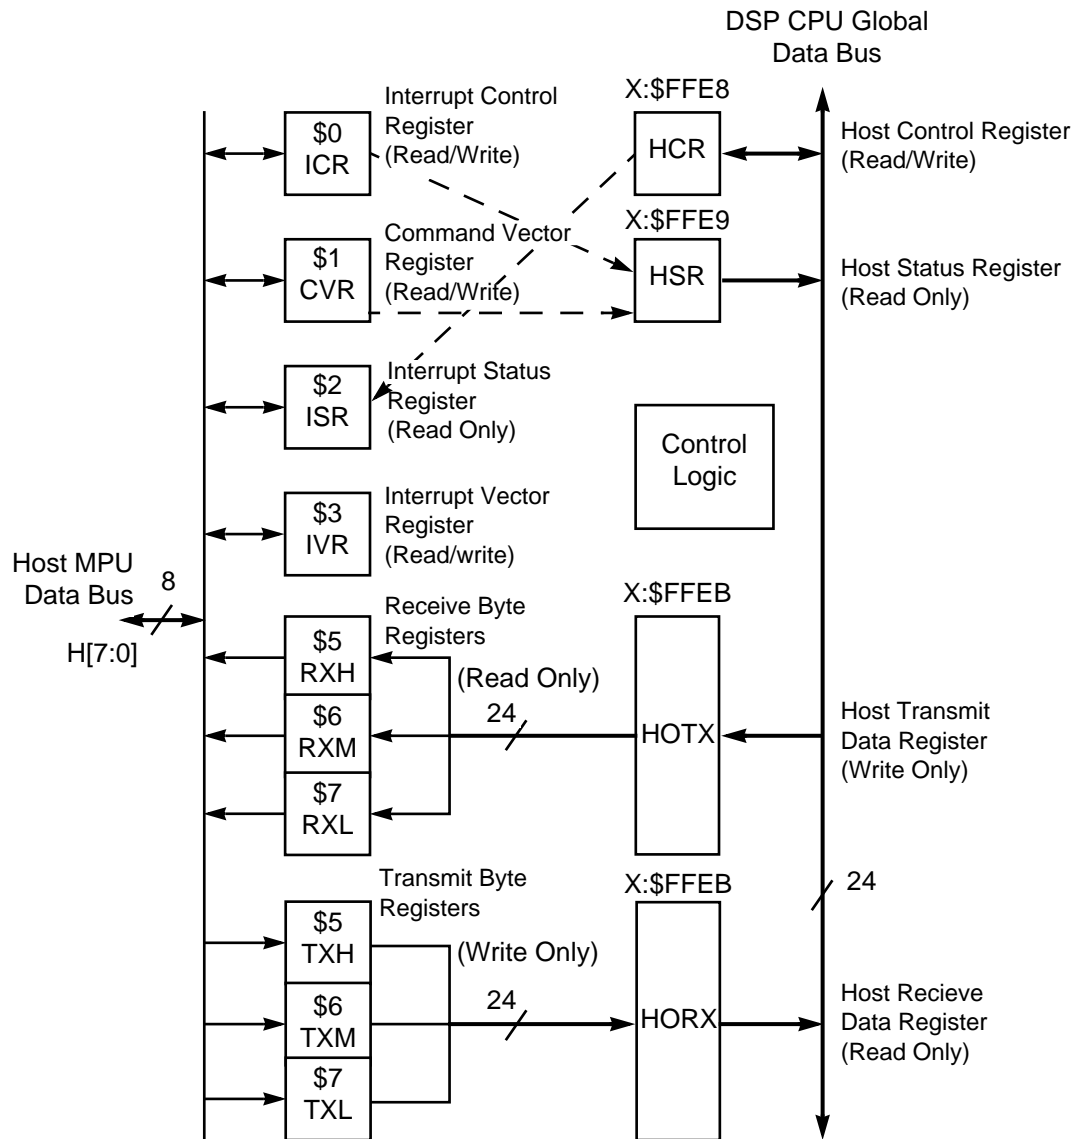 DSP CPU Global
Data Bus
Interrupt Control
Register
(Read/Write)
X:$FFE8
$0
ICR
HCR
Host Control Register
(Read/Write)
Command Vector
Register
(Read/Write)
X:$FFE9
$1
CVR
HSR
Host Status Register
(Read Only)
$2
ISR
Interrupt Status
Register
(Read Only)
Control
Logic
$3
IVR
Interrupt Vector
Register
(Read/write)
Host MPU
Data Bus
8
H[7:0]
Receive Byte
Registers
X:$FFEB
$5
RXH
(Read Only)
$6
RXM
24
HOTX
Host Transmit
Data Register
(Write Only)
$7
RXL
24
Transmit Byte
Registers
X:$FFEB
$5
TXH
(Write Only)
$6
TXM
24
HORX
Host Recieve
Data Register
(Read Only)
$7
TXL